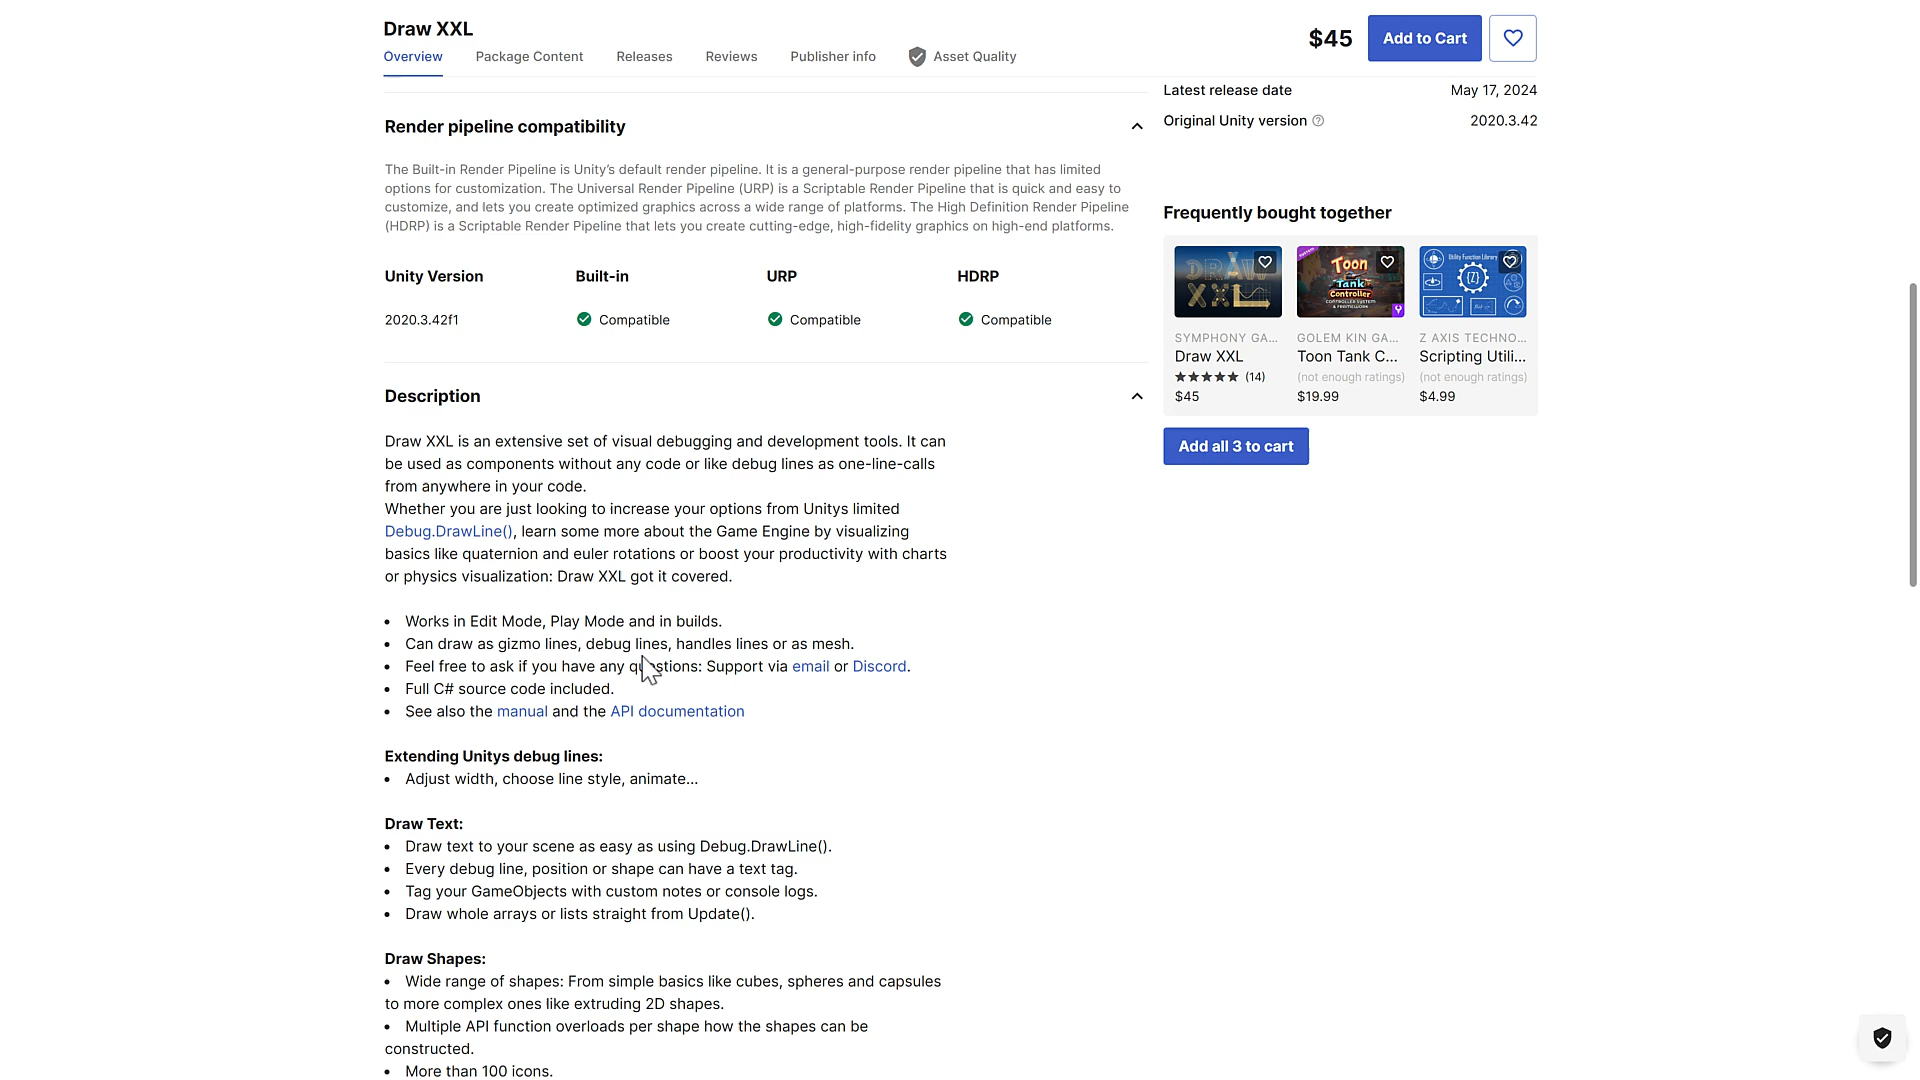 Draw XXL
$45
Add to Cart
Overview
Package Content
Releases
Reviews
Publisher info
Asset Quality
Latest release date
May 17, 2024
Original Unity version
2020.3.42
Render pipeline compatibility
The Built-in Render Pipeline is Unity’s default render pipeline. It is a general-purpose render pipeline that has limited
options for customization. The Universal Render Pipeline (URP) is a Scriptable Render Pipeline that is quick and easy to
customize, and lets you create optimized graphics across a wide range of platforms. The High Definition Render Pipeline
(HDRP) is a Scriptable Render Pipeline that lets you create cutting-edge, high-fidelity graphics on high-end platforms.
Unity Version
Built-in
URP
HDRP
2020.3.42f1
Compatible
Compatible
Compatible
Frequently bought together
DRAW
XXL
Toon
Tank
Controller
Utility Function Library
SYMPHONY GA...
GOLEM KIN GA...
Z AXIS TECHNO...
Draw XXL
Toon Tank C...
Scripting Utili...
(14)
(not enough ratings)
(not enough ratings)
$45
$19.99
$4.99
Add all 3 to cart
Description
Draw XXL is an extensive set of visual debugging and development tools. It can
be used as components without any code or like debug lines as one-line-calls
from anywhere in your code.
Whether you are just looking to increase your options from Unitys limited
Debug.DrawLine(), learn some more about the Game Engine by visualizing
basics like quaternion and euler rotations or boost your productivity with charts
or physics visualization: Draw XXL got it covered.
• Works in Edit Mode, Play Mode and in builds.
• Can draw as gizmo lines, debug lines, handles lines or as mesh.
• Feel free to ask if you have any questions: Support via email or Discord.
• Full C# source code included.
• See also the manual and the API documentation
Extending Unitys debug lines:
• Adjust width, choose line style, animate...
Draw Text:
• Draw text to your scene as easy as using Debug.DrawLine().
• Every debug line, position or shape can have a text tag.
• Tag your GameObjects with custom notes or console logs.
• Draw whole arrays or lists straight from Update().
Draw Shapes:
• Wide range of shapes: From simple basics like cubes, spheres and capsules
to more complex ones like extruding 2D shapes.
• Multiple API function overloads per shape how the shapes can be
constructed.
• More than 100 icons.